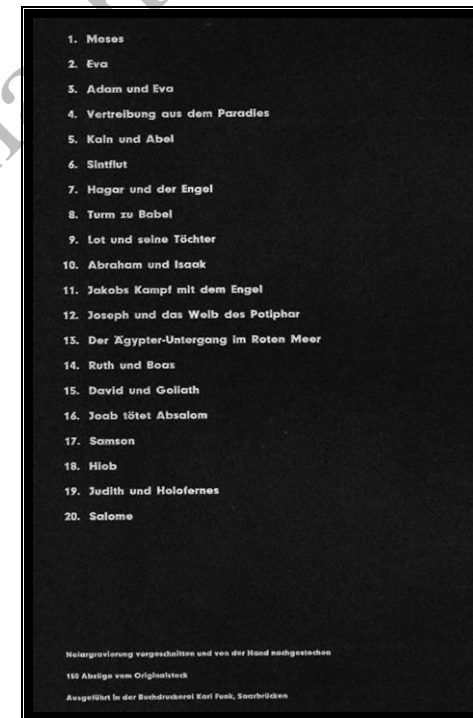 1. Moses
2. Eva
3. Adam und Eva
4. Vertreibung aus dem Paradies
5. Kain und Abel
6. Sintflut
7. Hagar und der Engel
8. Turm zu Babel
9. Lot und seine Töchter
10. Abraham und Isaak
11. Jakobs Kampf mit dem Engel
12. Joseph und das Weib des Potiphar
13. Der Ägypter-Untergang im Roten Meer
14. Ruth und Boas
15. David und Goliath
16. Joab tötet Absalom
17. Samson
18. Hiob
19. Judith und Holofernes
20. Salome
Nolargravierung vorgeschnitten und von der Hand nachgestochen
150 Abzüge vom Originalstock
Ausgeführt in der Buchdruckerei Karl Funk, Saarbrücken